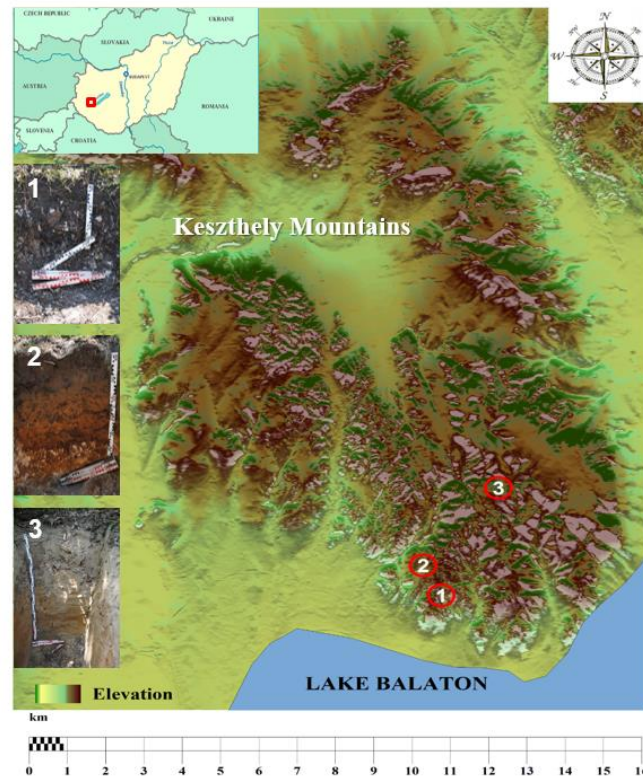 CZECH REPUBLIC
UKRAINE
SLOVAKIA
AUSTRIA
BUDAPEST
ROMANIA
SLOVENIA
CROATIA
N
W
E
S
1
Keszthely Mountains
2
3
3
2
1
LAKE BALATON
Elevation
km
0 1 2 3 4 5 6 7 8 9 10 11 12 13 14 15 16